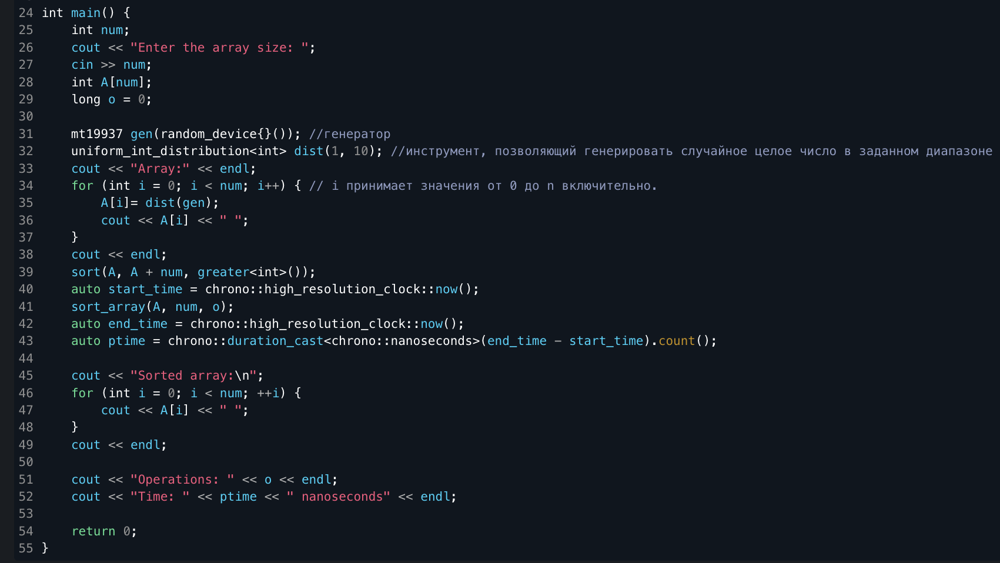 24 int main() {
25     int num;
26     cout << "Enter the array size: ";
27     cin >> num;
28     int A[num];
29     long o = 0;
30
31     mt19937 gen(random_device{}()); //генератор
32     uniform_int_distribution<int> dist(1, 10); //инструмент, позволяющий генерировать случайное целое число в заданном диапазоне
33     cout << "Array:" << endl;
34     for (int i = 0; i < num; i++) { // i принимает значения от 0 до n включительно.
35         A[i]= dist(gen);
36         cout << A[i] << " ";
37     }
38     cout << endl;
39     sort(A, A + num, greater<int>());
40     auto start_time = chrono::high_resolution_clock::now();
41     sort_array(A, num, o);
42     auto end_time = chrono::high_resolution_clock::now();
43     auto ptime = chrono::duration_cast<chrono::nanoseconds>(end_time - start_time).count();
44
45     cout << "Sorted array:\n";
46     for (int i = 0; i < num; ++i) {
47         cout << A[i] << " ";
48     }
49     cout << endl;
50
51     cout << "Operations: " << o << endl;
52     cout << "Time: " << ptime << " nanoseconds" << endl;
53
54     return 0;
55 }